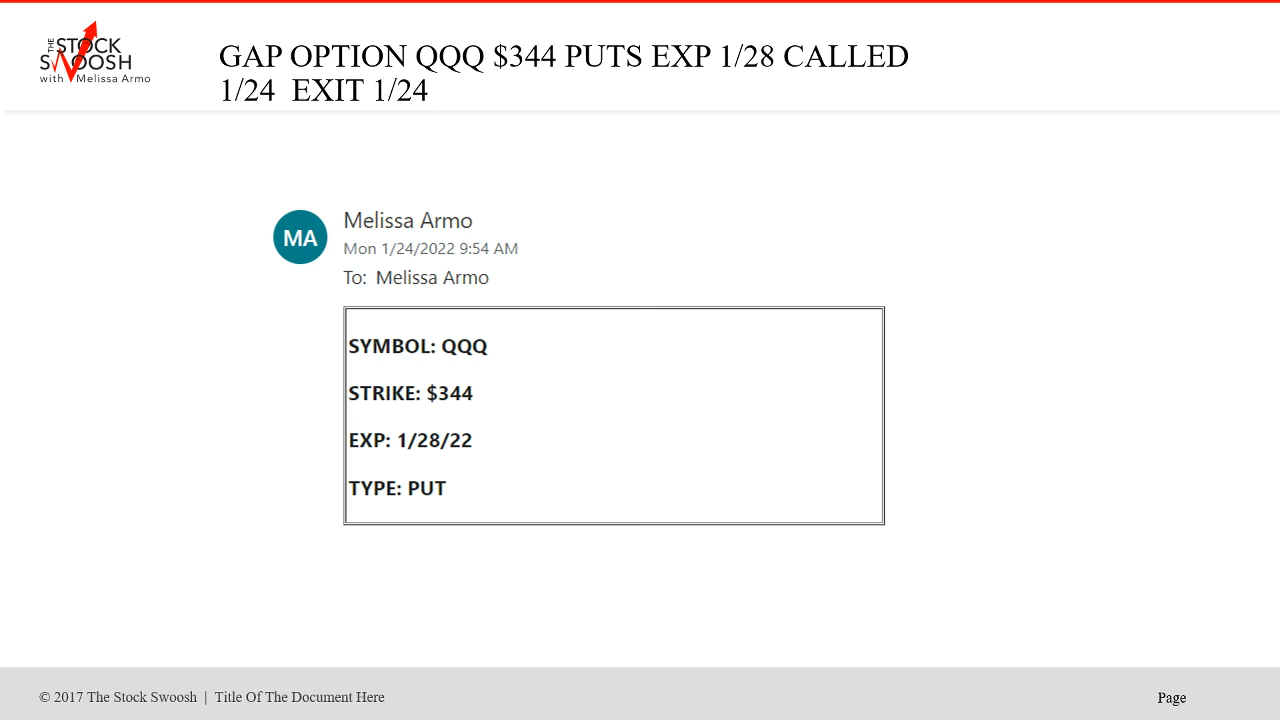 THE STOCK
SWOOSH
with Melissa Armo
GAP OPTION QQQ $344 PUTS EXP 1/28 CALLED
1/24  EXIT 1/24
MA
Melissa Armo
Mon 1/24/2022 9:54 AM
To: Melissa Armo
SYMBOL: QQQ
STRIKE: $344
EXP: 1/28/22
TYPE: PUT
© 2017 The Stock Swoosh | Title Of The Document Here
Page